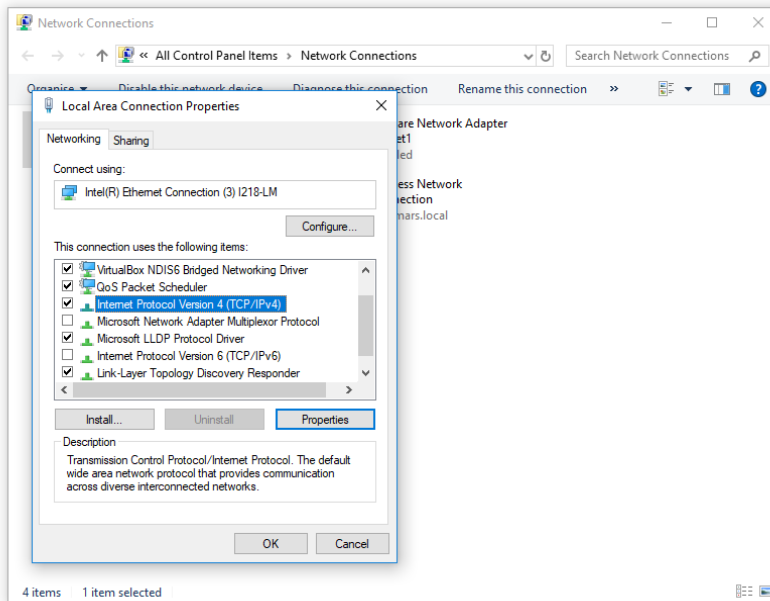 Network Connections
« All Control Panel Items > Network Connections
Search Network Connections
Organise
Disable this network device
Diagnose this connection
Rename this connection
»
Local Area Connection Properties
Networking
Sharing
Connect using:
Intel(R) Ethernet Connection (3) I218-LM
Configure...
This connection uses the following items:
VirtualBox NDIS6 Bridged Networking Driver
QoS Packet Scheduler
Internet Protocol Version 4 (TCP/IPv4)
Microsoft Network Adapter Multiplexor Protocol
Microsoft LLDP Protocol Driver
Internet Protocol Version 6 (TCP/IPv6)
Link-Layer Topology Discovery Responder
Install...
Uninstall
Properties
Description
Transmission Control Protocol/Internet Protocol. The default
wide area network protocol that provides communication
across diverse interconnected networks.
OK
Cancel
are Network Adapter
et1
led
ess Network
nection
mars.local
4 items
1 item selected